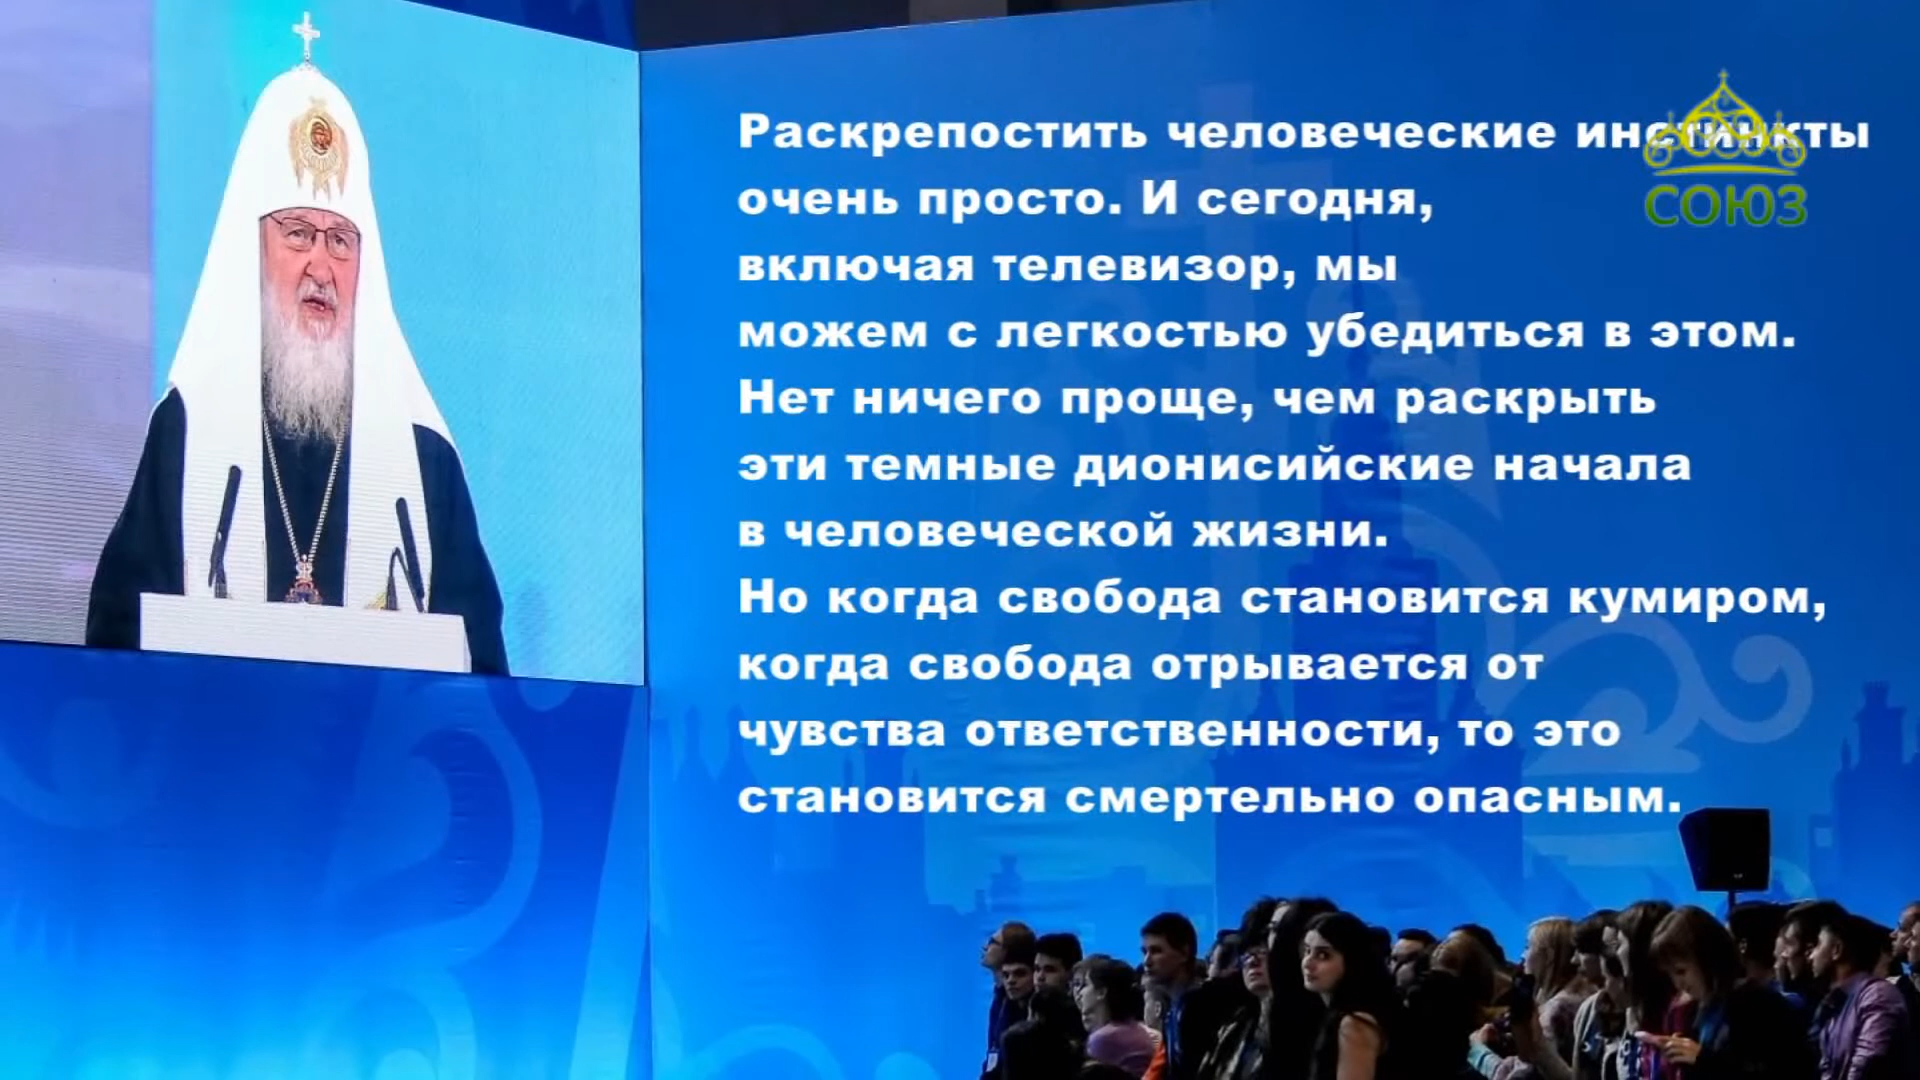 Раскрепостить человеческие инстинкты
очень просто. И сегодня,
включая телевизор, мы
можем с легкостью убедиться в этом.
Нет ничего проще, чем раскрыть
эти темные дионисийские начала
в человеческой жизни.
Но когда свобода становится кумиром,
когда свобода отрывается от
чувства ответственности, то это
становится смертельно опасным.
СОЮЗ